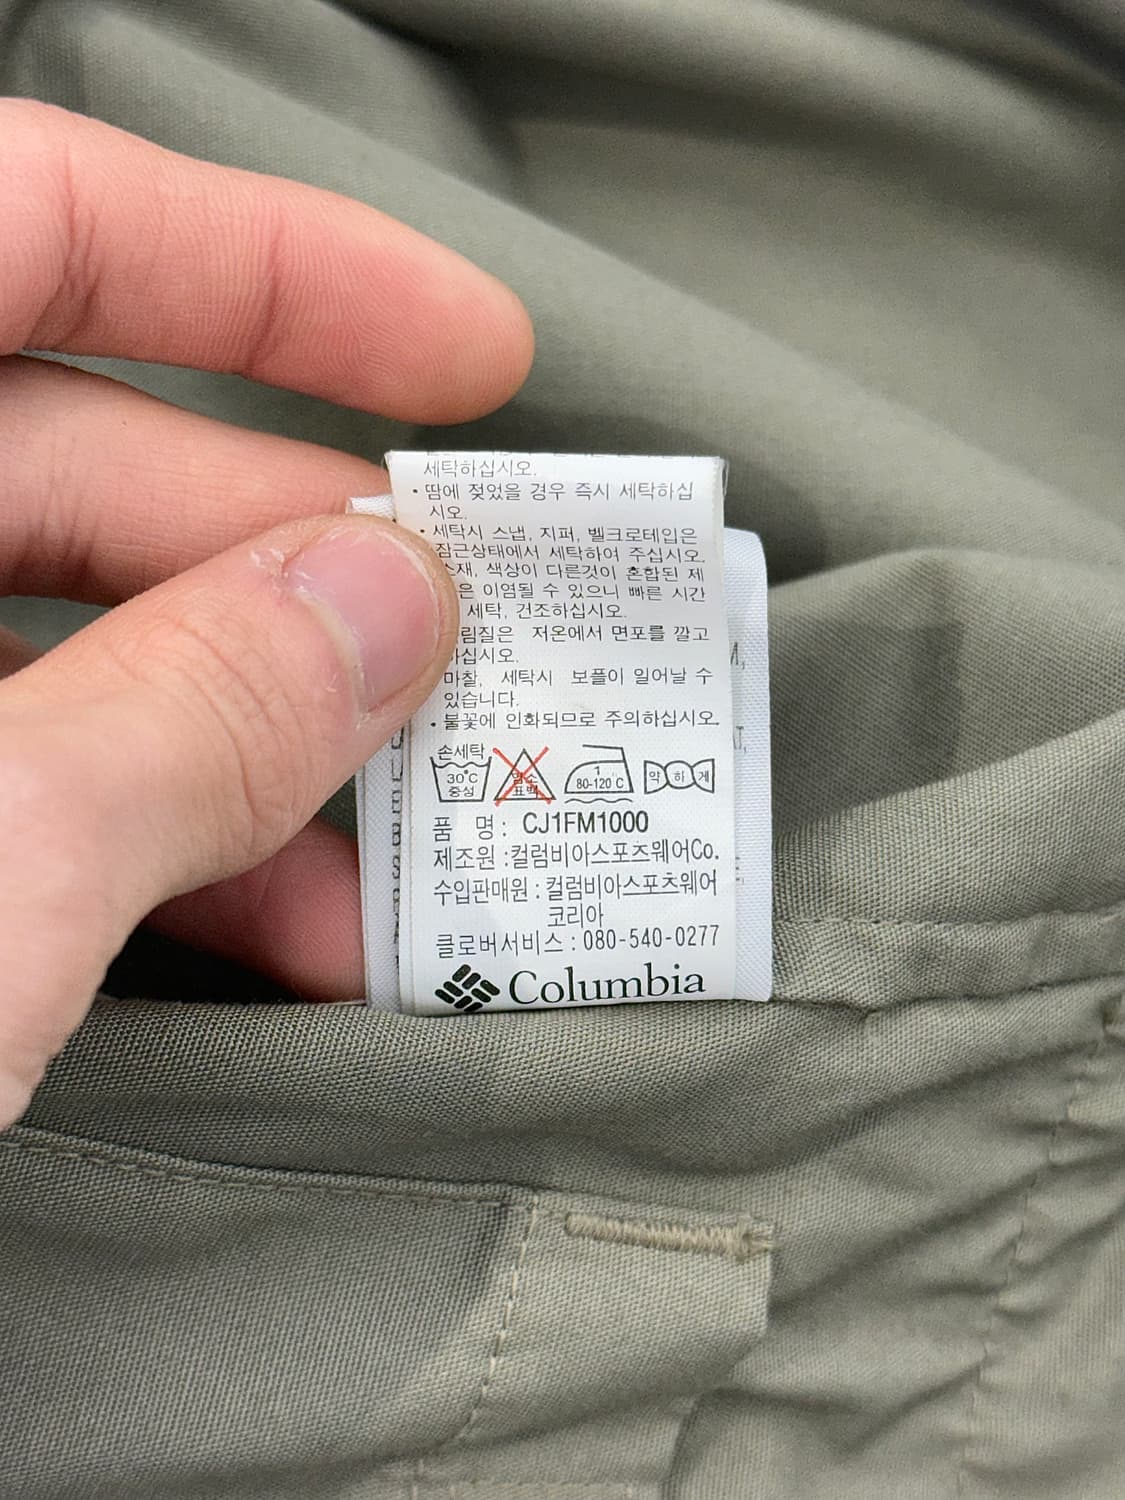 세탁하십시오.
• 땀에 젖었을 경우 즉시 세탁하십
시오.
• 세탁시 스냅, 지퍼, 벨크로테입은
잠근상태에서 세탁하여 주십시오.
소재, 색상이 다른것이 혼합된 제
은 이염될 수 있으니 빠른 시간
세탁, 건조하십시오.
림질은 저온에서 면포를 깔고
하십시오.
마찰, 세탁시 보플이 일어날 수
있습니다.
• 불꽃에 인화되므로 주의하십시오.
손세탁
30°C
중성
염소
표백
1
80-120°C
약 하 게
품 명 : CJ1FM1000
제조원 : 컬럼비아스포츠웨어Co.
수입판매원 : 컬럼비아스포츠웨어
코리아
클로버서비스 : 080-540-0277
Columbia